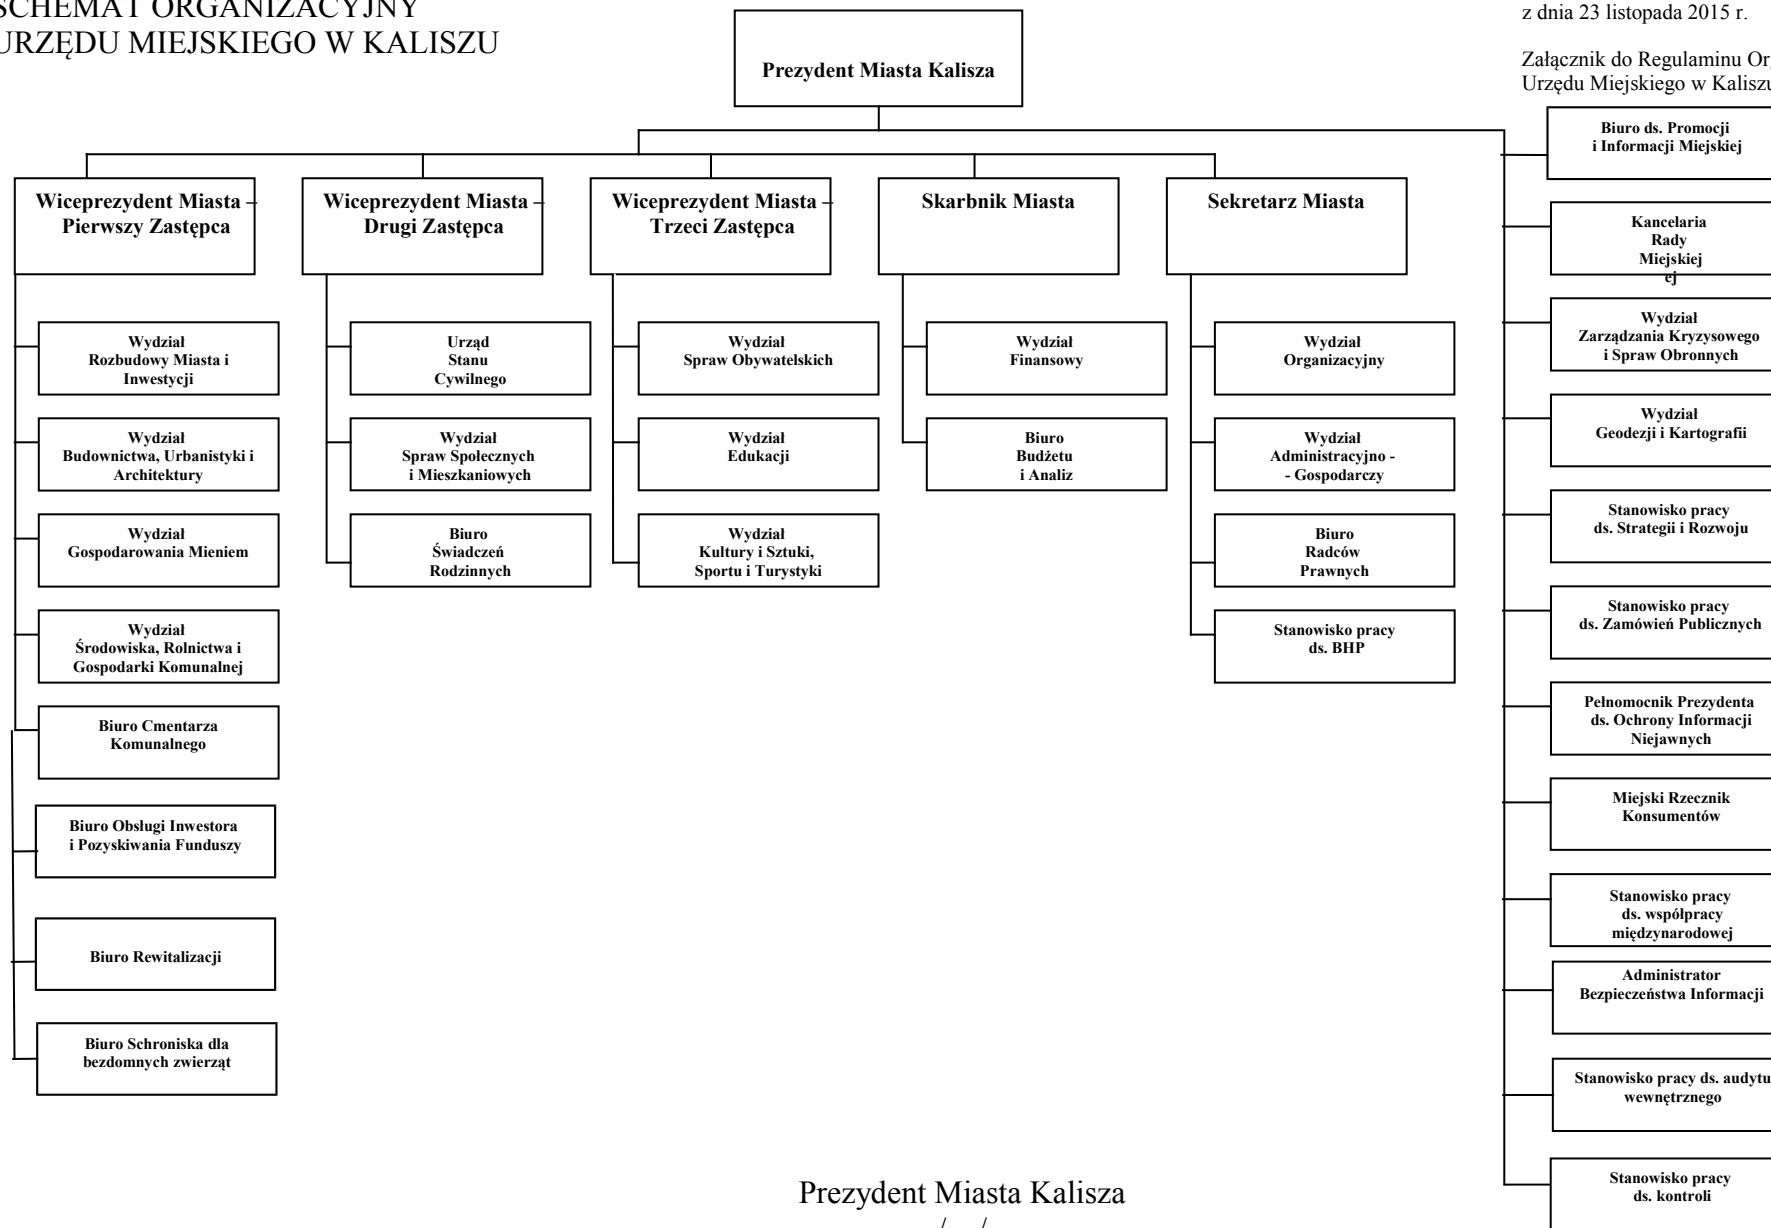 SCHEMAT ORGANIZACYJNY
URZĘDU MIEJSKIEGO W KALISZU
z dnia 23 listopada 2015 r.
Załącznik do Regulaminu Or
Urzędu Miejskiego w Kaliszu
Prezydent Miasta Kalisza
Wiceprezydent Miasta –
Pierwszy Zastępca
Wiceprezydent Miasta –
Drugi Zastępca
Wiceprezydent Miasta –
Trzeci Zastępca
Skarbnik Miasta
Sekretarz Miasta
Wydział
Rozbudowy Miasta i
Inwestycji
Wydział
Budownictwa, Urbanistyki i
Architektury
Wydział
Gospodarowania Mieniem
Wydział
Środowiska, Rolnictwa i
Gospodarki Komunalnej
Biuro Cmentarza
Komunalnego
Biuro Obsługi Inwestora
i Pozyskiwania Funduszy
Biuro Rewitalizacji
Biuro Schroniska dla
bezdomnych zwierząt
Urząd
Stanu
Cywilnego
Wydział
Spraw Społecznych
i Mieszkaniowych
Biuro
Świadczeń
Rodzinnych
Wydział
Spraw Obywatelskich
Wydział
Edukacji
Wydział
Kultury i Sztuki,
Sportu i Turystyki
Wydział
Finansowy
Biuro
Budżetu
i Analiz
Wydział
Organizacyjny
Wydział
Administracyjno -
- Gospodarczy
Biuro
Radców
Prawnych
Stanowisko pracy
ds. BHP
Biuro ds. Promocji
i Informacji Miejskiej
Kancelaria
Rady
Miejskiej
ej
Wydział
Zarządzania Kryzysowego
i Spraw Obronnych
Wydział
Geodezji i Kartografii
Stanowisko pracy
ds. Strategii i Rozwoju
Stanowisko pracy
ds. Zamówień Publicznych
Pełnomocnik Prezydenta
ds. Ochrony Informacji
Niejawnych
Miejski Rzecznik
Konsumentów
Stanowisko pracy
ds. współpracy
międzynarodowej
Administrator
Bezpieczeństwa Informacji
Stanowisko pracy ds. audytu
wewnętrznego
Stanowisko pracy
ds. kontroli
Prezydent Miasta Kalisza